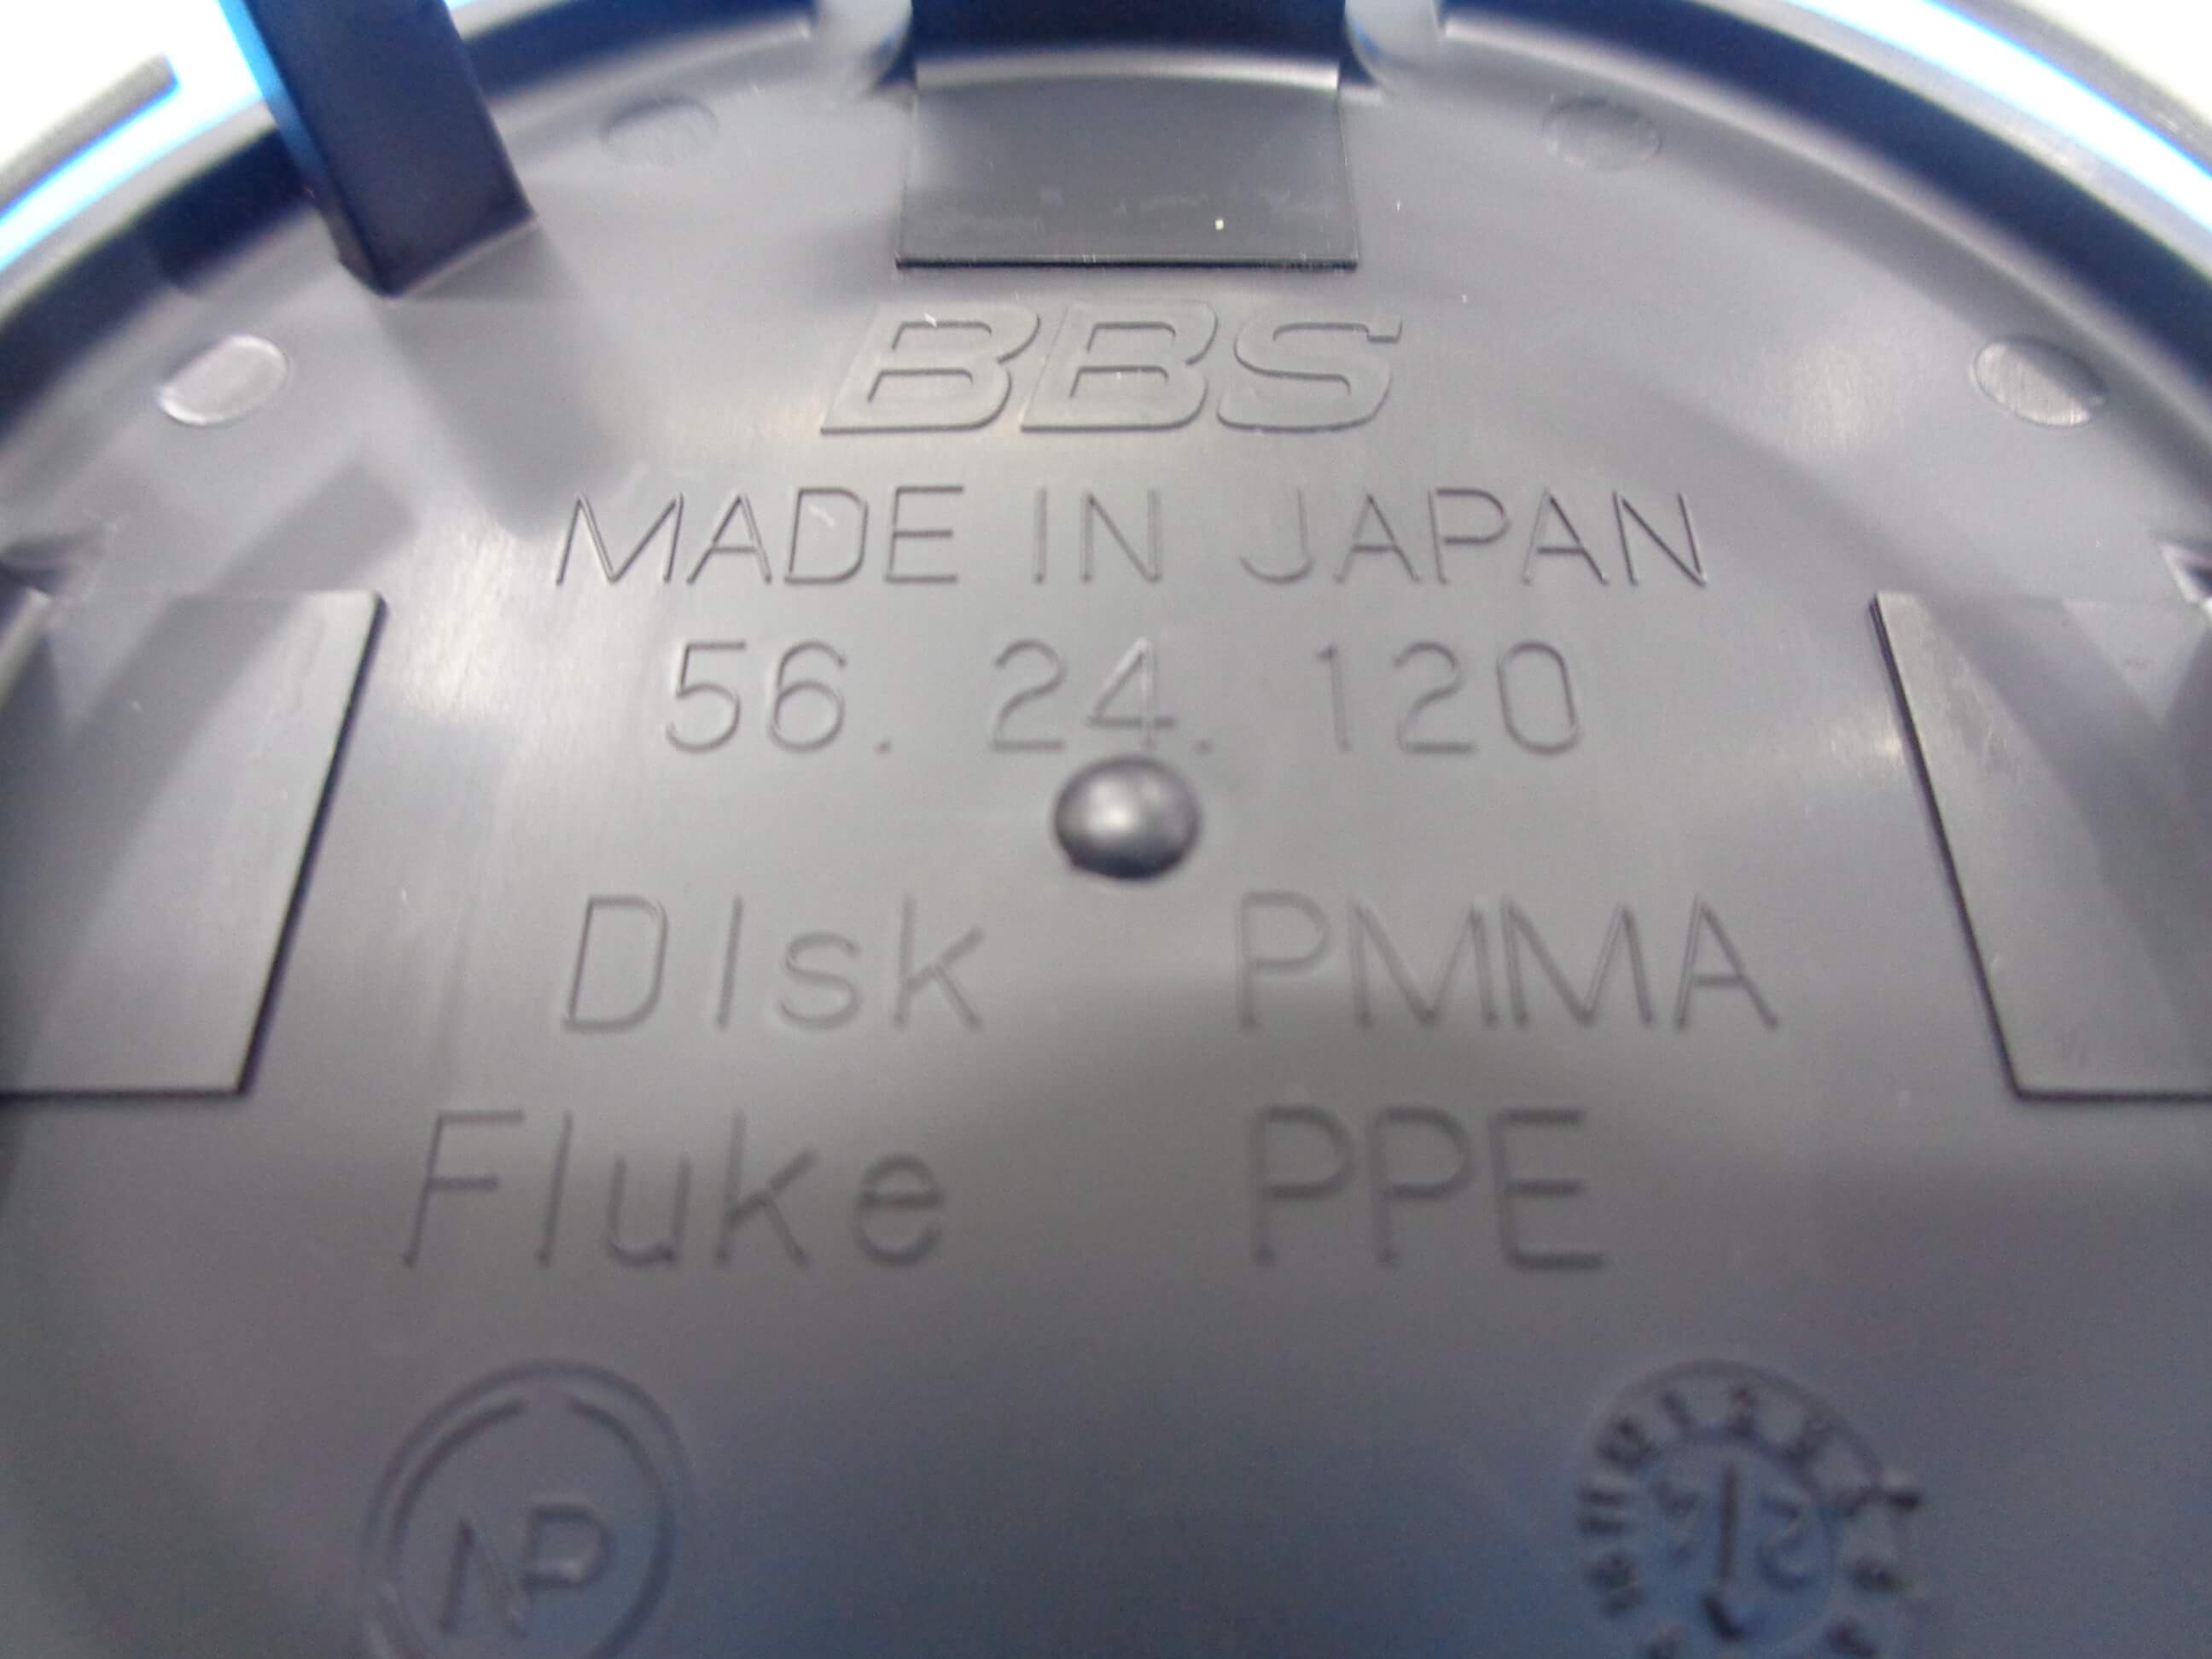 BBS
MADE IN JAPAN
56. 24. 120
DIsk PMMA
Fluke PPE